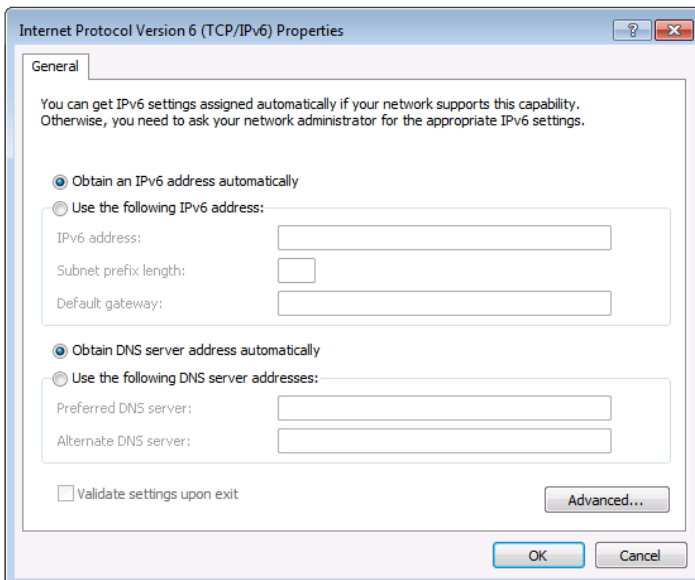 Internet Protocol Version 6 (TCP/IPv6) Properties
?
General
You can get IPv6 settings assigned automatically if your network supports this capability.
Otherwise, you need to ask your network administrator for the appropriate IPv6 settings.
Obtain an IPv6 address automatically
Use the following IPv6 address:
IPv6 address:
Subnet prefix length:
Default gateway:
Obtain DNS server address automatically
Use the following DNS server addresses:
Preferred DNS server:
Alternate DNS server:
Validate settings upon exit
Advanced...
OK Cancel